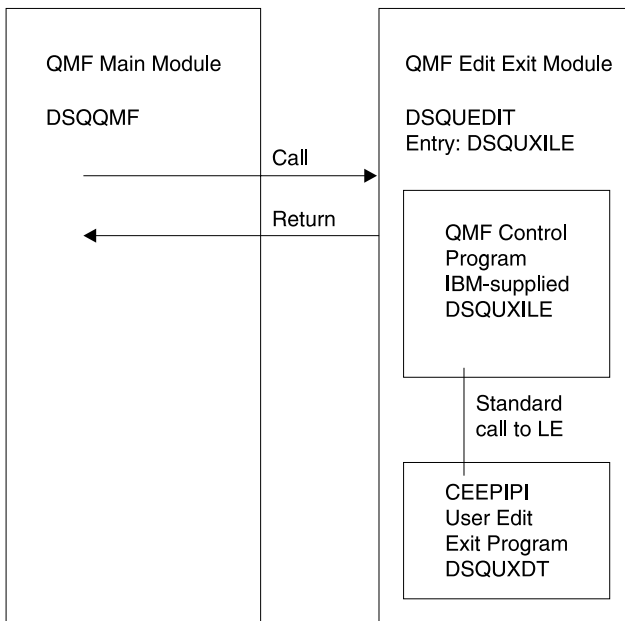 QMF Main Module
DSQQMF
Call
Return
QMF Edit Exit Module
DSQUEDIT
Entry: DSQUXILE
QMF Control
Program
IBM-supplied
DSQUXILE
Standard
call to LE
CEEPIPI
User Edit
Exit Program
DSQUXDT